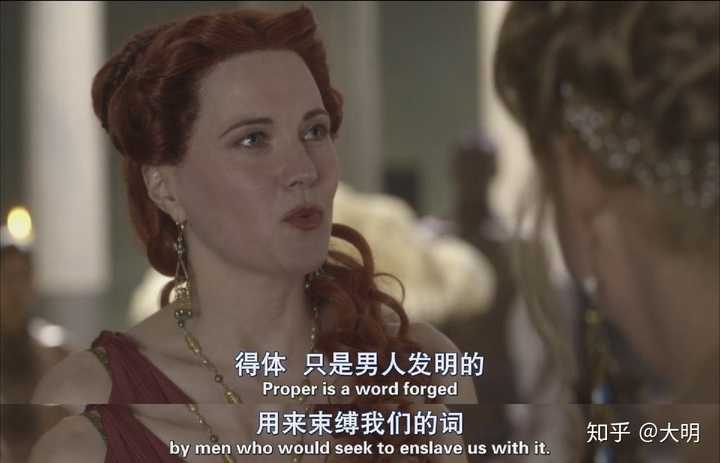 得体 只是男人发明的
Proper is a word forged
用来束缚我们的词
by men who would seek to enslave us with it.
知乎 @大明